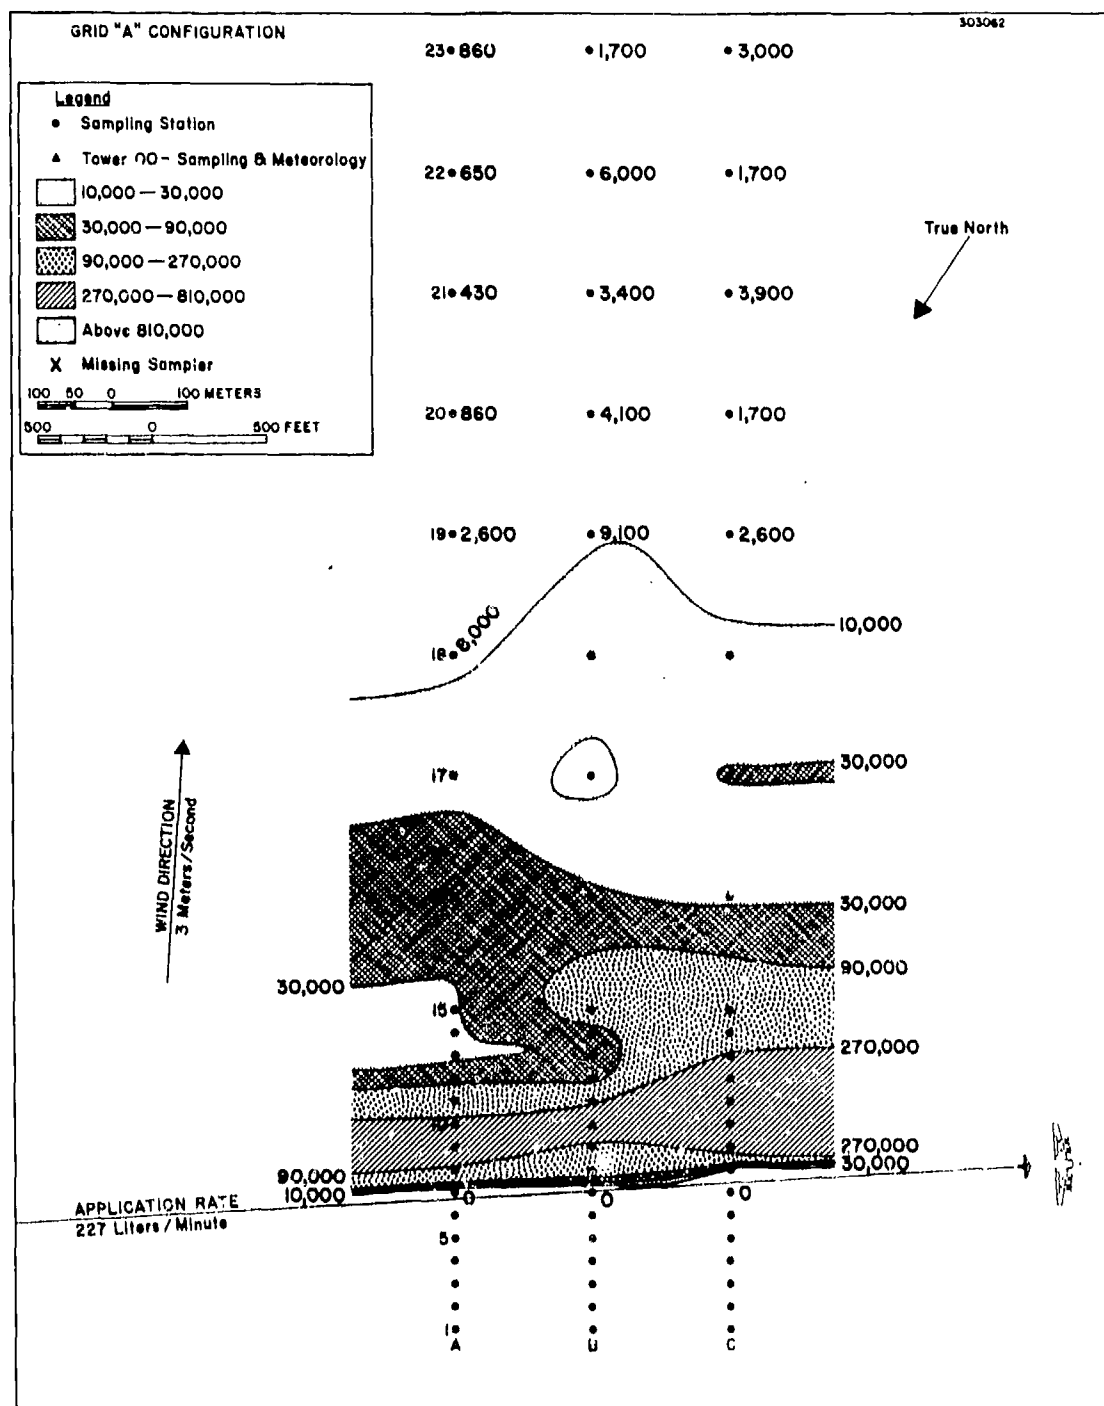 GRID "A" CONFIGURATION
303062
Legend
Sampling Station
Tower OO - Sampling & Meteorology
10,000 - 30,000
30,000 - 90,000
90,000 - 270,000
270,000 - 810,000
Above 810,000
X Missing Sampler
100 50 0 100 METERS
500 0 500 FEET
23 860 1,700 3,000
22 650 6,000 1,700
True North
21 430 3,400 3,900
20 860 4,100 1,700
19 2,600 9,100 2,600
10,000
18 8,000
17
30,000
WIND DIRECTION
3 Meters/Second
30,000
90,000
30,000
15
270,000
10
270,000
30,000
90,000
10,000
0 0 0
APPLICATION RATE
227 Liters / Minute
5
1
A C